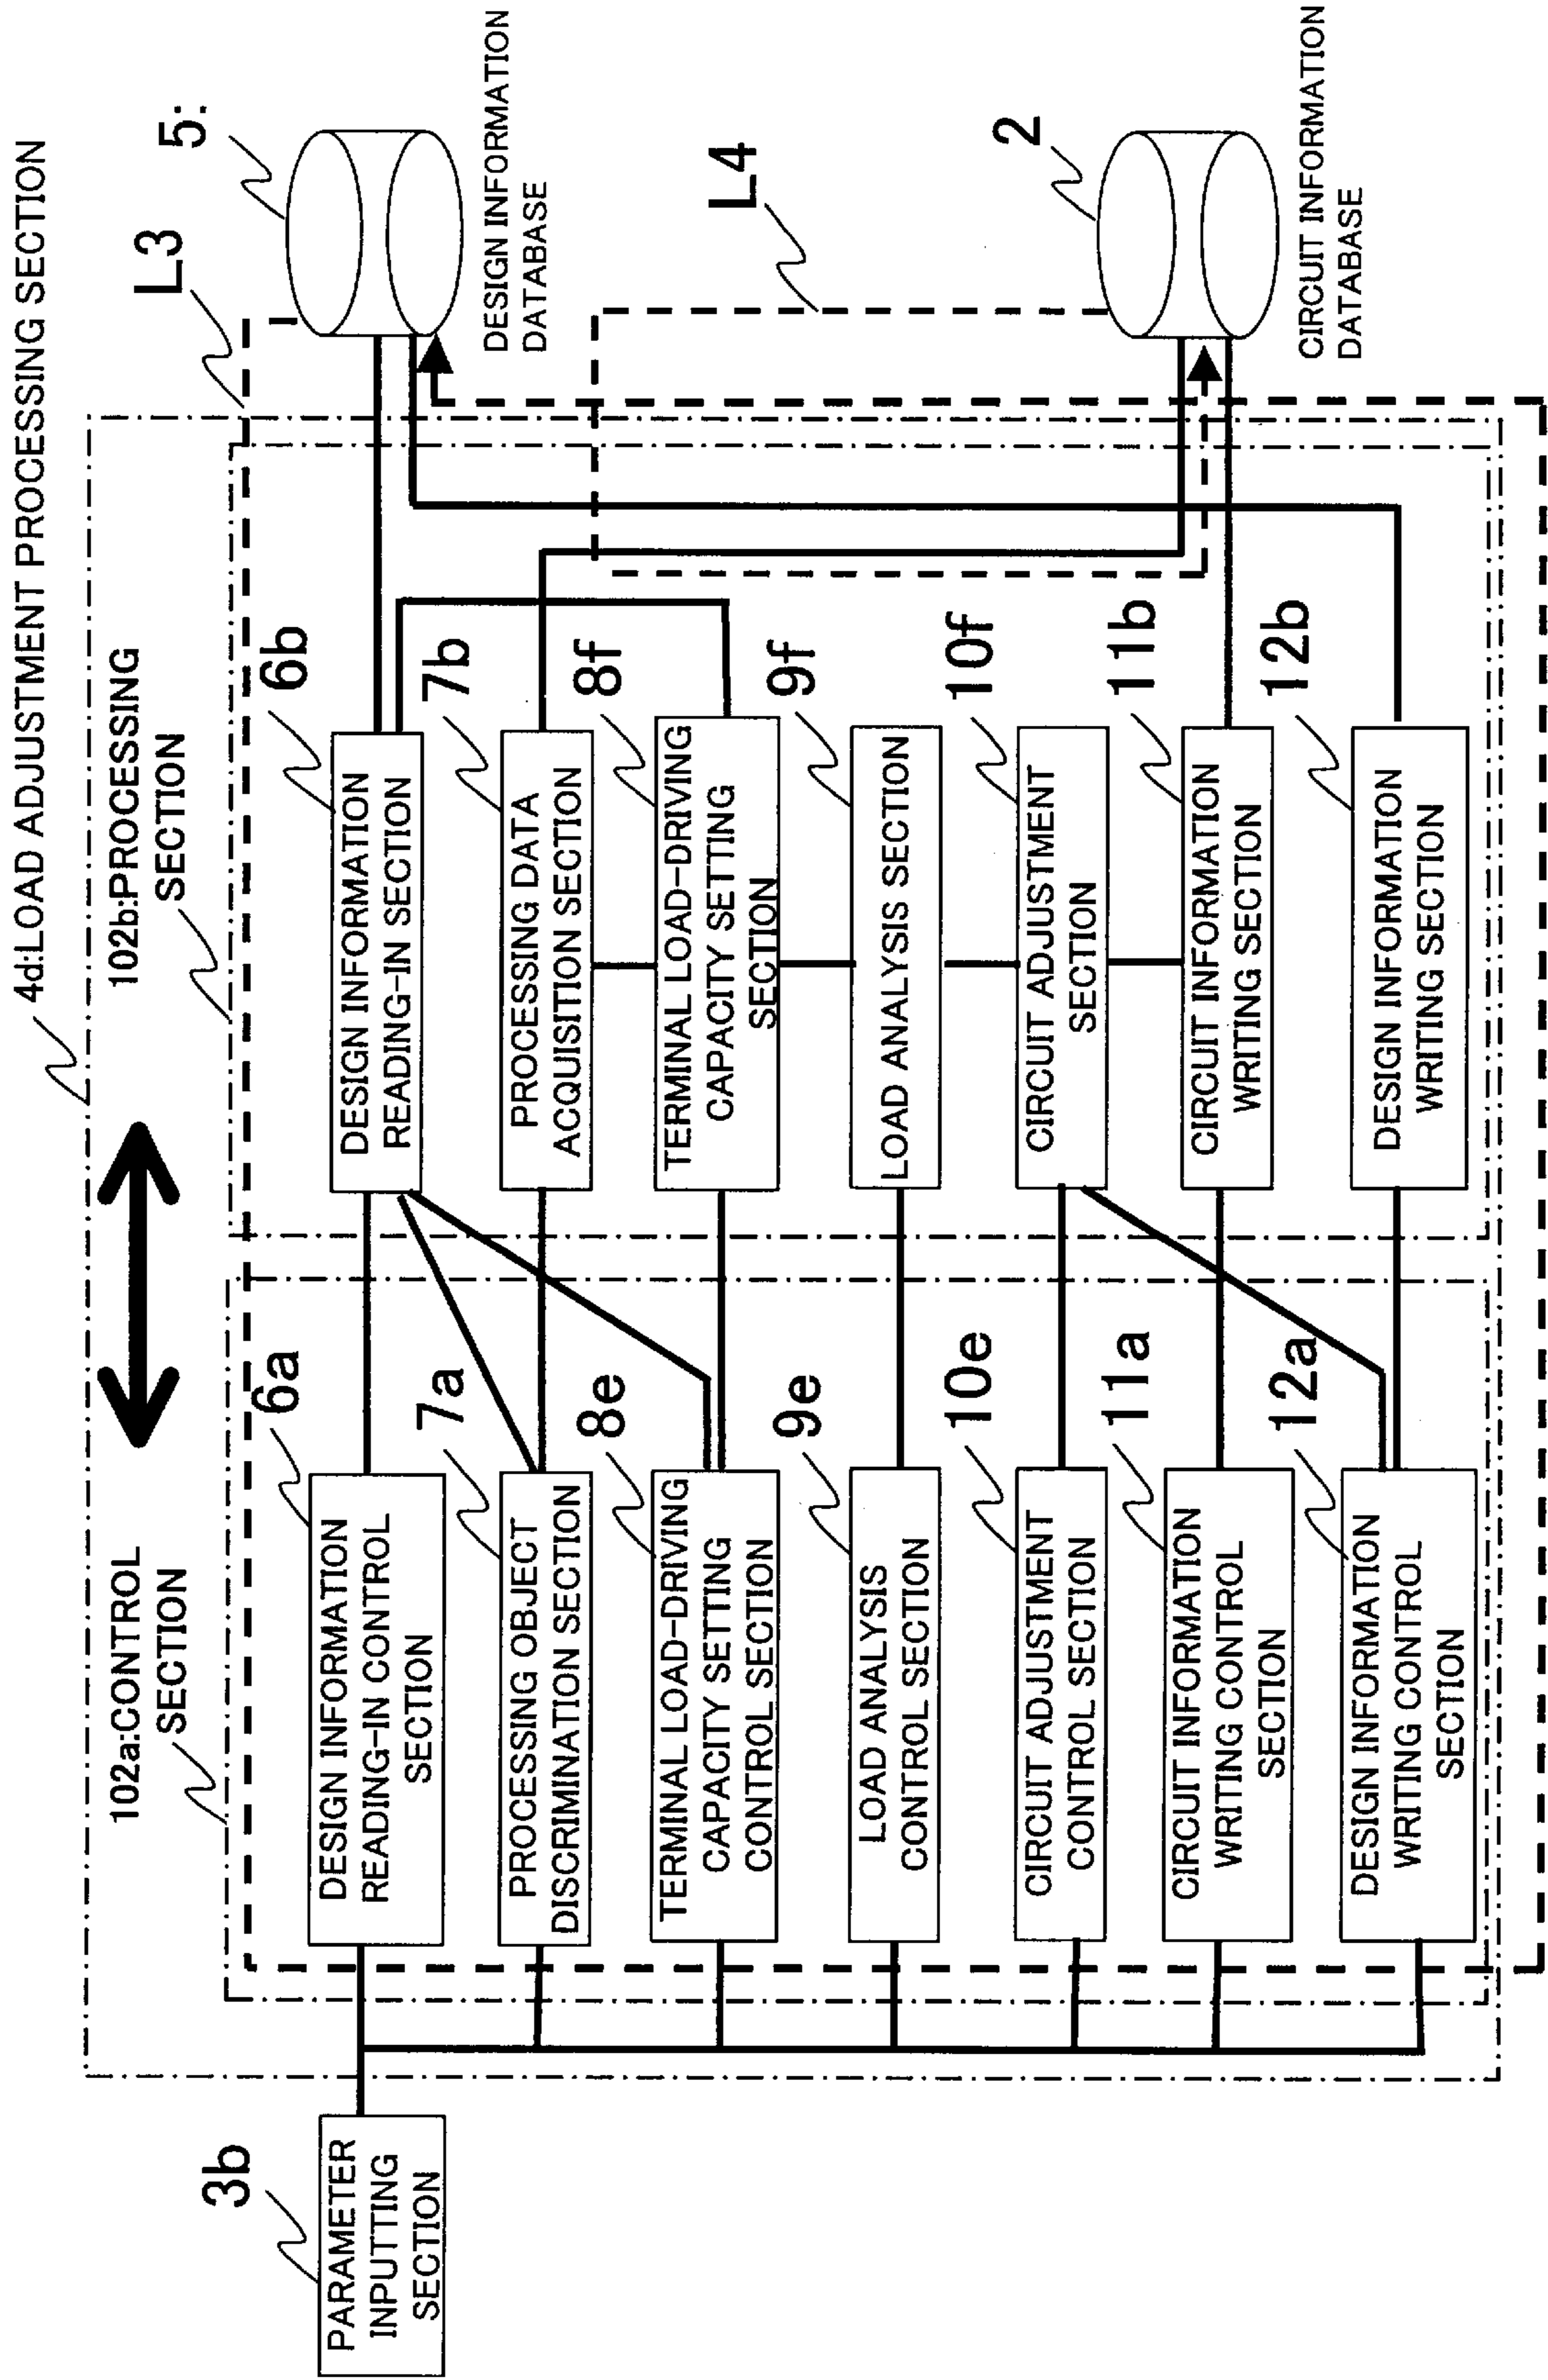 4d:LOAD ADJUSTMENT PROCESSING SECTION
102a:CONTROL
SECTION
102b:PROCESSING
SECTION
L3
5:
DESIGN INFORMATION
DATABASE
L4
2
CIRCUIT INFORMATION
DATABASE
3b
PARAMETER
INPUTTING
SECTION
6a
DESIGN INFORMATION
READING-IN CONTROL
SECTION
6b
DESIGN INFORMATION
READING-IN SECTION
7a
PROCESSING OBJECT
DISCRIMINATION SECTION
7b
PROCESSING DATA
ACQUISITION SECTION
8e
TERMINAL LOAD-DRIVING
CAPACITY SETTING
CONTROL SECTION
8f
TERMINAL LOAD-DRIVING
CAPACITY SETTING
SECTION
9e
LOAD ANALYSIS
CONTROL SECTION
9f
LOAD ANALYSIS SECTION
10e
CIRCUIT ADJUSTMENT
CONTROL SECTION
10f
CIRCUIT ADJUSTMENT
SECTION
11a
CIRCUIT INFORMATION
WRITING CONTROL
SECTION
11b
CIRCUIT INFORMATION
WRITING SECTION
12a
DESIGN INFORMATION
WRITING CONTROL
SECTION
12b
DESIGN INFORMATION
WRITING SECTION